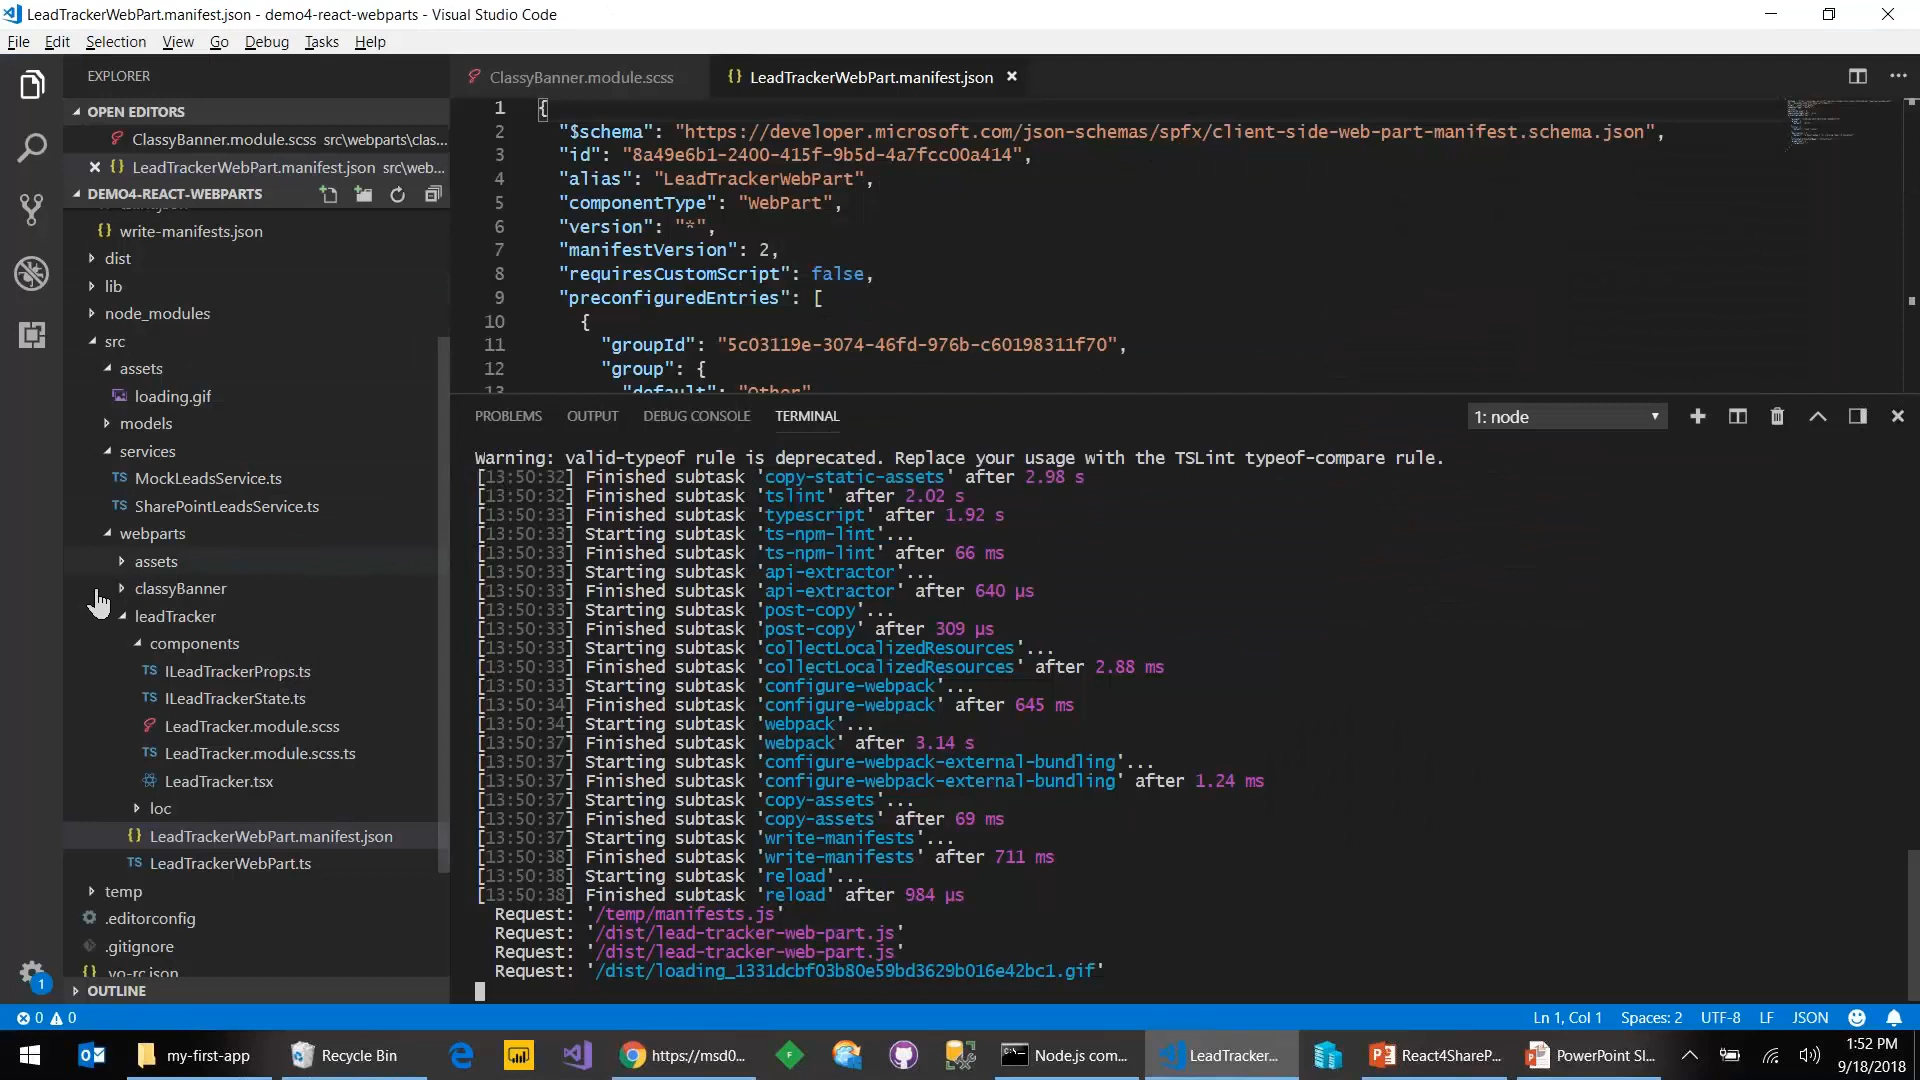 LeadTrackerWebPart.manifest.json - demo4-react-webparts - Visual Studio Code
File Edit Selection View Go Debug Tasks Help
EXPLORER
OPEN EDITORS
ClassyBanner.module.scss src\webparts\clas...
LeadTrackerWebPart.manifest.json src\web...
DEMO4-REACT-WEBPARTS
write-manifests.json
dist
lib
node_modules
src
assets
loading.gif
models
services
TS MockLeadsService.ts
TS SharePointLeadsService.ts
webparts
assets
classyBanner
leadTracker
components
TS ILeadTrackerProps.ts
TS ILeadTrackerState.ts
LeadTracker.module.scss
TS LeadTracker.module.scss.ts
LeadTracker.tsx
loc
{} LeadTrackerWebPart.manifest.json
TS LeadTrackerWebPart.ts
temp
.editorconfig
.gitignore
.yo-rc.json
OUTLINE
ClassyBanner.module.scss {} LeadTrackerWebPart.manifest.json
1 {
2 "$schema": "https://developer.microsoft.com/json-schemas/spfx/client-side-web-part-manifest.schema.json",
3 "id": "8a49e6b1-2400-415f-9b5d-4a7fcc00a414",
4 "alias": "LeadTrackerWebPart",
5 "componentType": "WebPart",
6 "version": "*",
7 "manifestVersion": 2,
8 "requiresCustomScript": false,
9 "preconfiguredEntries": [
10 {
11 "groupId": "5c03119e-3074-46fd-976b-c60198311f70",
12 "group": {
13 "default": "Other"
PROBLEMS OUTPUT DEBUG CONSOLE TERMINAL 1: node
Warning: valid-typeof rule is deprecated. Replace your usage with the TSLint typeof-compare rule.
[13:50:32] Finished subtask 'copy-static-assets' after 2.98 s
[13:50:32] Finished subtask 'tslint' after 2.02 s
[13:50:33] Finished subtask 'typescript' after 1.92 s
[13:50:33] Starting subtask 'ts-npm-lint'...
[13:50:33] Finished subtask 'ts-npm-lint' after 66 ms
[13:50:33] Starting subtask 'api-extractor'...
[13:50:33] Finished subtask 'api-extractor' after 640 μs
[13:50:33] Starting subtask 'post-copy'...
[13:50:33] Finished subtask 'post-copy' after 309 μs
[13:50:33] Starting subtask 'collectLocalizedResources'...
[13:50:33] Finished subtask 'collectLocalizedResources' after 2.88 ms
[13:50:33] Starting subtask 'configure-webpack'...
[13:50:34] Finished subtask 'configure-webpack' after 645 ms
[13:50:34] Starting subtask 'webpack'...
[13:50:37] Finished subtask 'webpack' after 3.14 s
[13:50:37] Starting subtask 'configure-webpack-external-bundling'...
[13:50:37] Finished subtask 'configure-webpack-external-bundling' after 1.24 ms
[13:50:37] Starting subtask 'copy-assets'...
[13:50:37] Finished subtask 'copy-assets' after 69 ms
[13:50:37] Starting subtask 'write-manifests'...
[13:50:38] Finished subtask 'write-manifests' after 711 ms
[13:50:38] Starting subtask 'reload'...
[13:50:38] Finished subtask 'reload' after 984 μs
Request: '/temp/manifests.js'
Request: '/dist/lead-tracker-web-part.js'
Request: '/dist/lead-tracker-web-part.js'
Request: '/dist/loading_1331dcbf03b80e59bd3629b016e42bc1.gif'
1
0 0 Ln 1, Col 1 Spaces: 2 UTF-8 LF JSON
my-first-app Recycle Bin https://msd0... Node.js com... LeadTracker... React4ShareP... PowerPoint Sl... 1:52 PM
9/18/2018